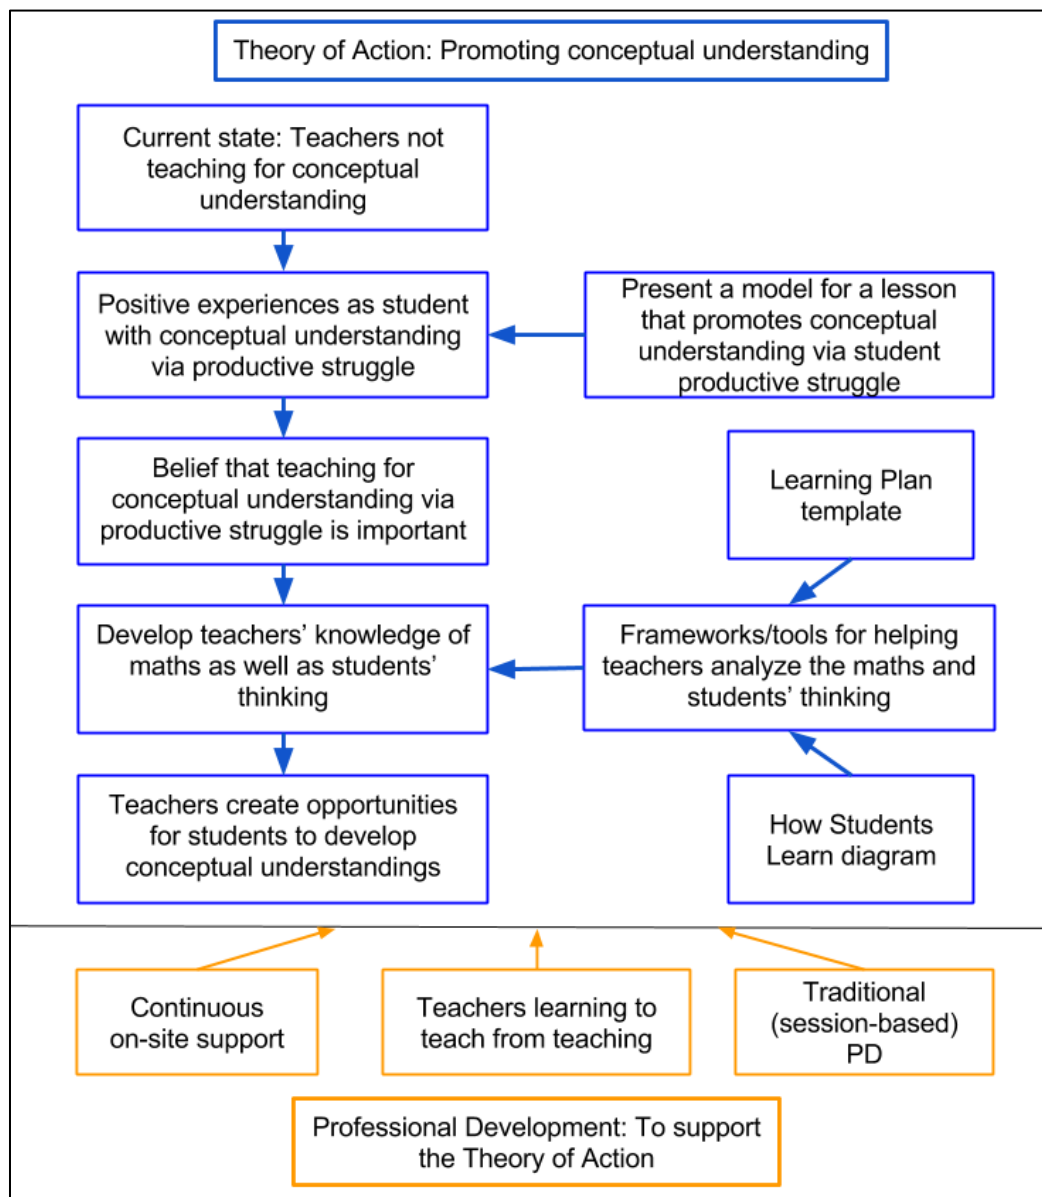 Theory of Action: Promoting conceptual understanding
Current state: Teachers not
teaching for conceptual
understanding
Positive experiences as student
with conceptual understanding
via productive struggle
Present a model for a lesson
that promotes conceptual
understanding via student
productive struggle
Belief that teaching for
conceptual understanding via
productive struggle is important
Learning Plan
template
Develop teachers’ knowledge of
maths as well as students’
thinking
Frameworks/tools for helping
teachers analyze the maths and
students’ thinking
Teachers create opportunities
for students to develop
conceptual understandings
How Students
Learn diagram
Continuous
on-site support
Teachers learning to
teach from teaching
Traditional
(session-based)
PD
Professional Development: To support
the Theory of Action